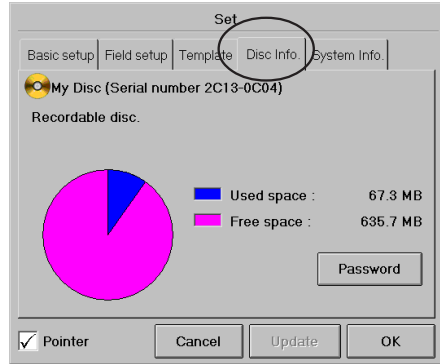 Set
Basic setup Field setup Template Disc Info. System Info.
My Disc (Serial number 2C13-0C04)
Recordable disc.
Used space : 67.3 MB
Free space : 635.7 MB
Password
Pointer Cancel Update OK